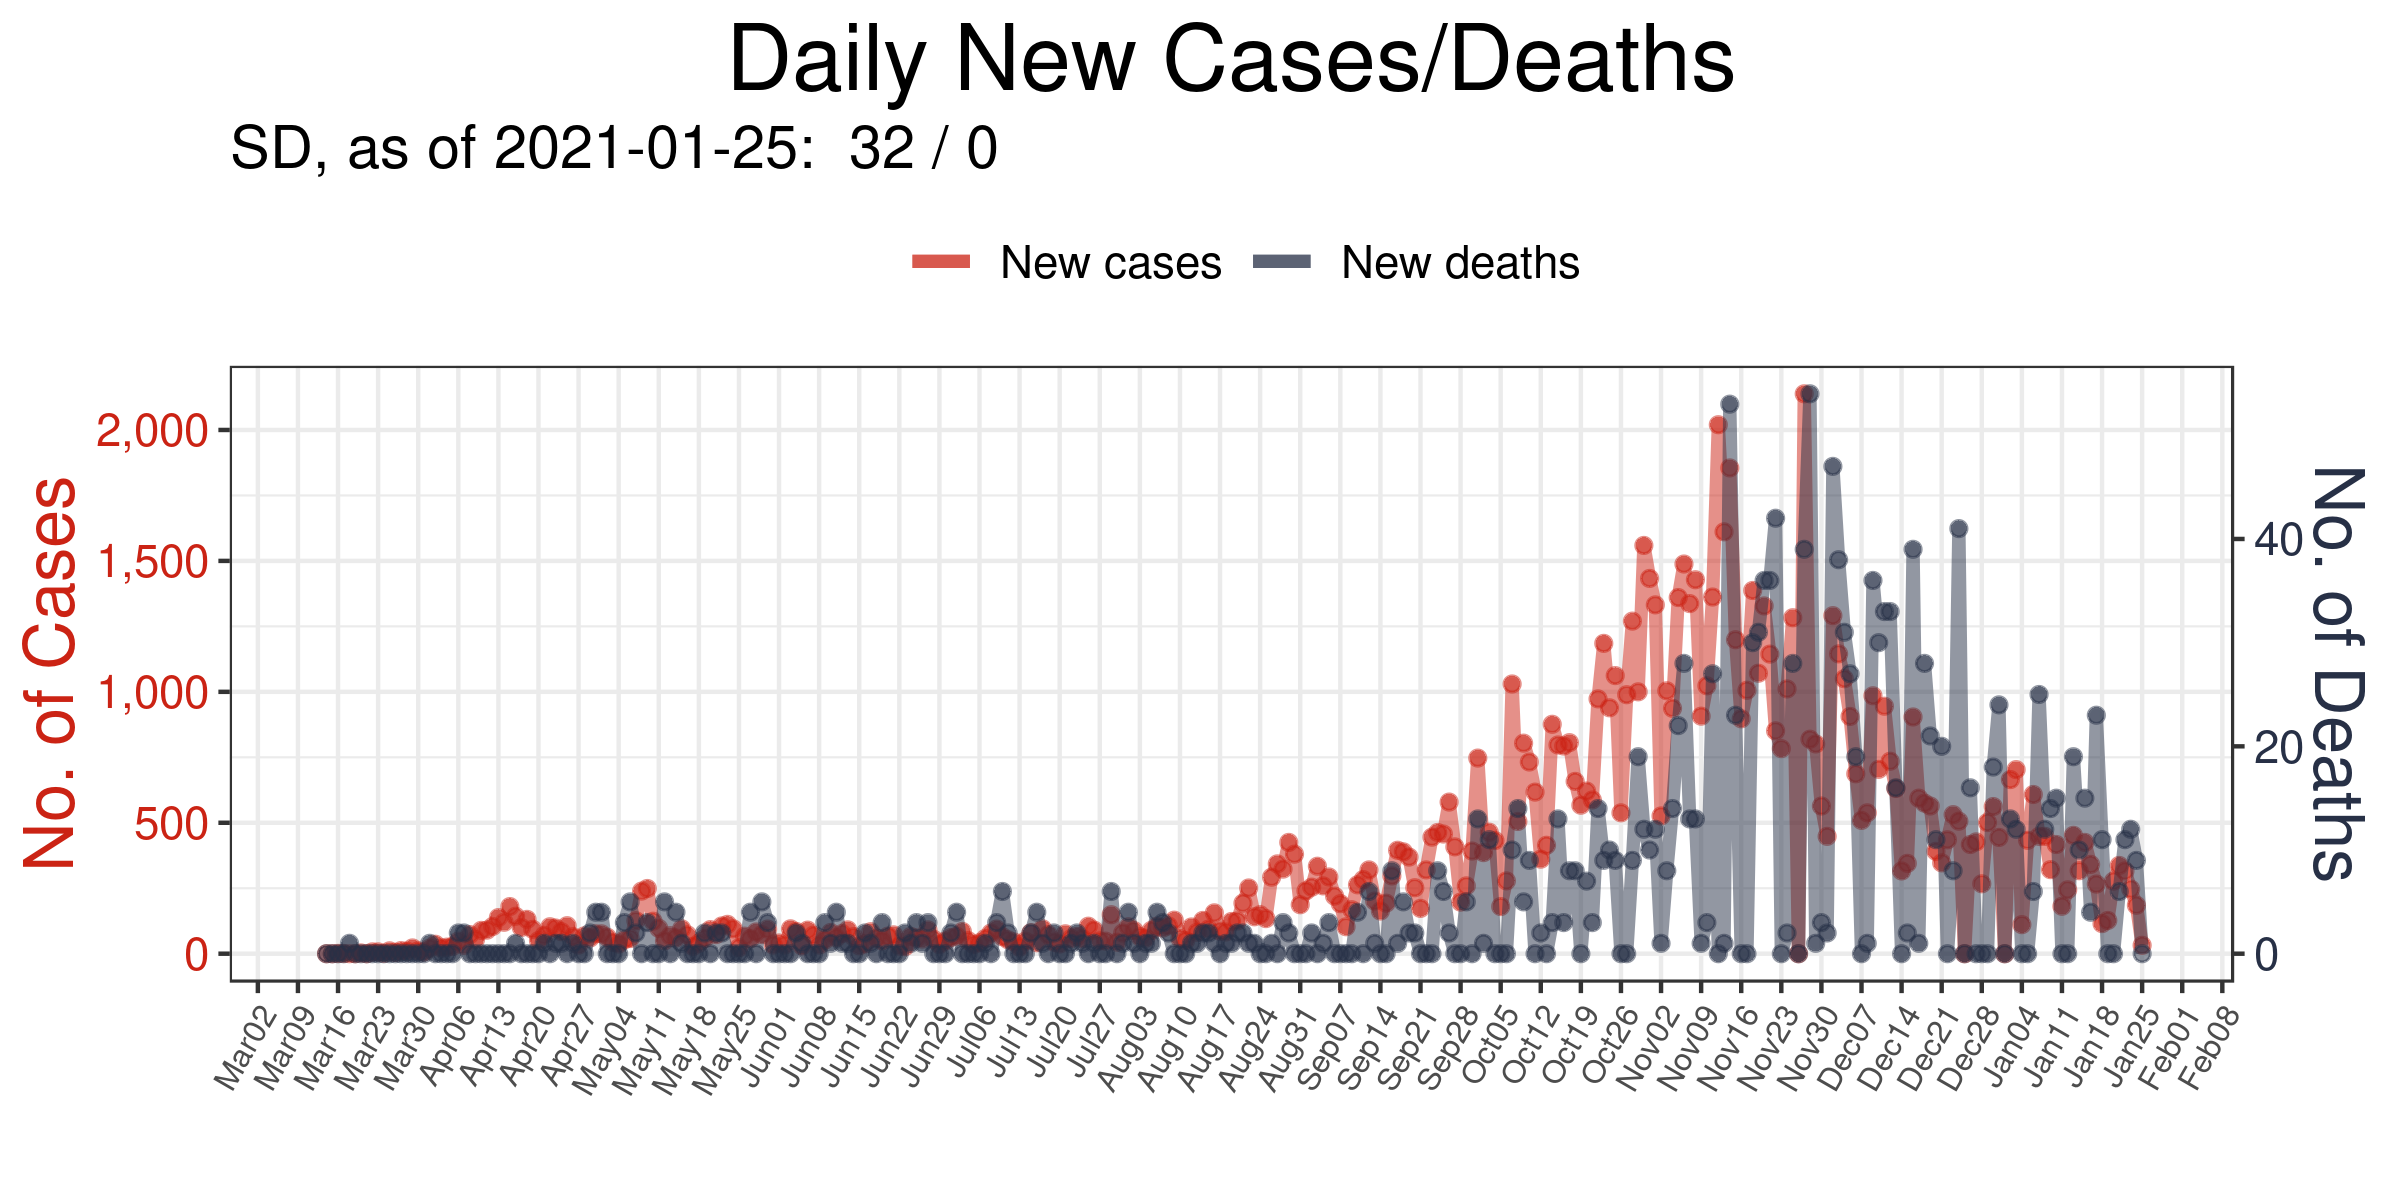 Daily New Cases/Deaths
SD, as of 2021-01-25:  32 / 0
New cases
New deaths
No. of Cases
2,000
1,500
1,000
500
0
No. of Deaths
40
20
0
Mar02
Mar09
Mar16
Mar23
Mar30
Apr06
Apr13
Apr20
Apr27
May04
May11
May18
May25
Jun01
Jun08
Jun15
Jun22
Jun29
Jul06
Jul13
Jul20
Jul27
Aug03
Aug10
Aug17
Aug24
Aug31
Sep07
Sep14
Sep21
Sep28
Oct05
Oct12
Oct19
Oct26
Nov02
Nov09
Nov16
Nov23
Nov30
Dec07
Dec14
Dec21
Dec28
Jan04
Jan11
Jan18
Jan25
Feb01
Feb08